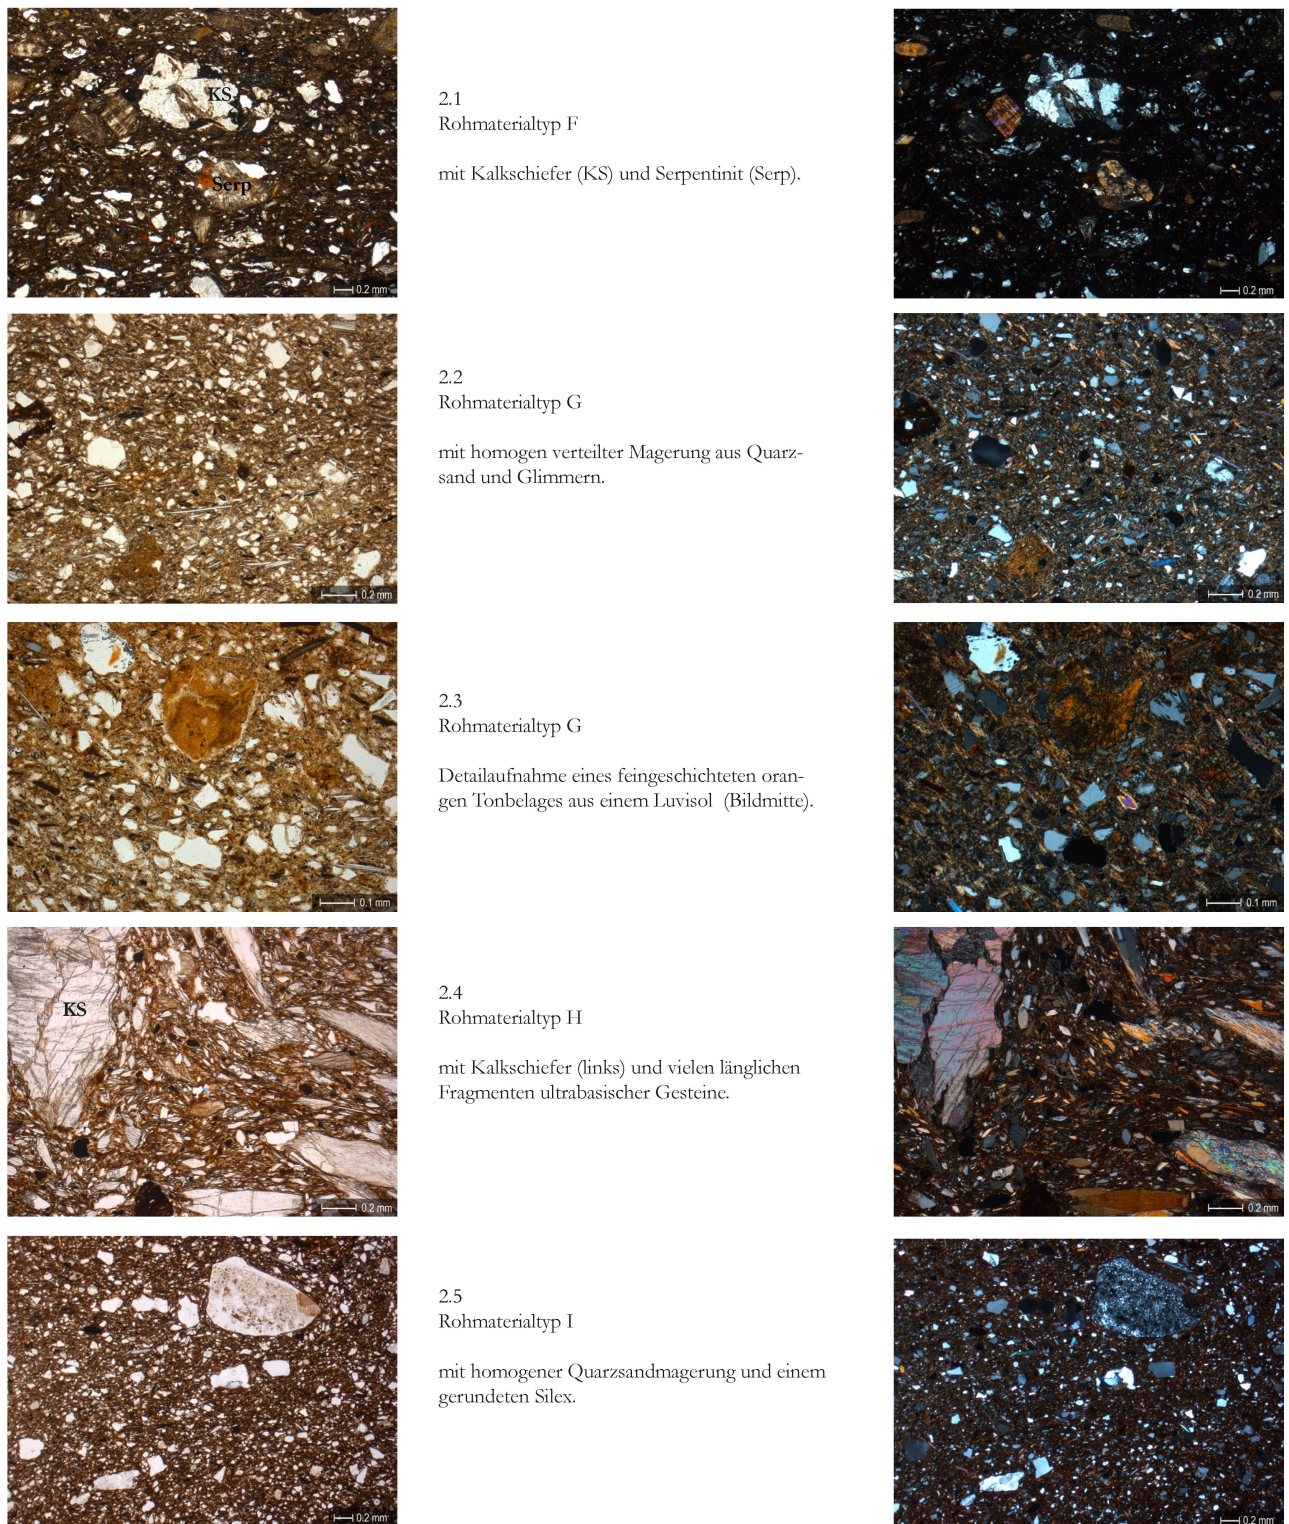 KS
Serp
0.2 mm
2.1
Rohmaterialtyp F
mit Kalkschiefer (KS) und Serpentinit (Serp).
0.2 mm
0.2 mm
2.2
Rohmaterialtyp G
mit homogen verteilter Magerung aus Quarz-
sand und Glimmern.
0.2 mm
0.1 mm
2.3
Rohmaterialtyp G
Detailaufnahme eines feingeschichteten oran-
gen Tonbelages aus einem Luvisol (Bildmitte).
0.1 mm
KS
0.2 mm
2.4
Rohmaterialtyp H
mit Kalkschiefer (links) und vielen länglichen
Fragmenten ultrabasischer Gesteine.
0.2 mm
0.2 mm
2.5
Rohmaterialtyp I
mit homogener Quarzsandmagerung und einem
gerundeten Silex.
0.2 mm